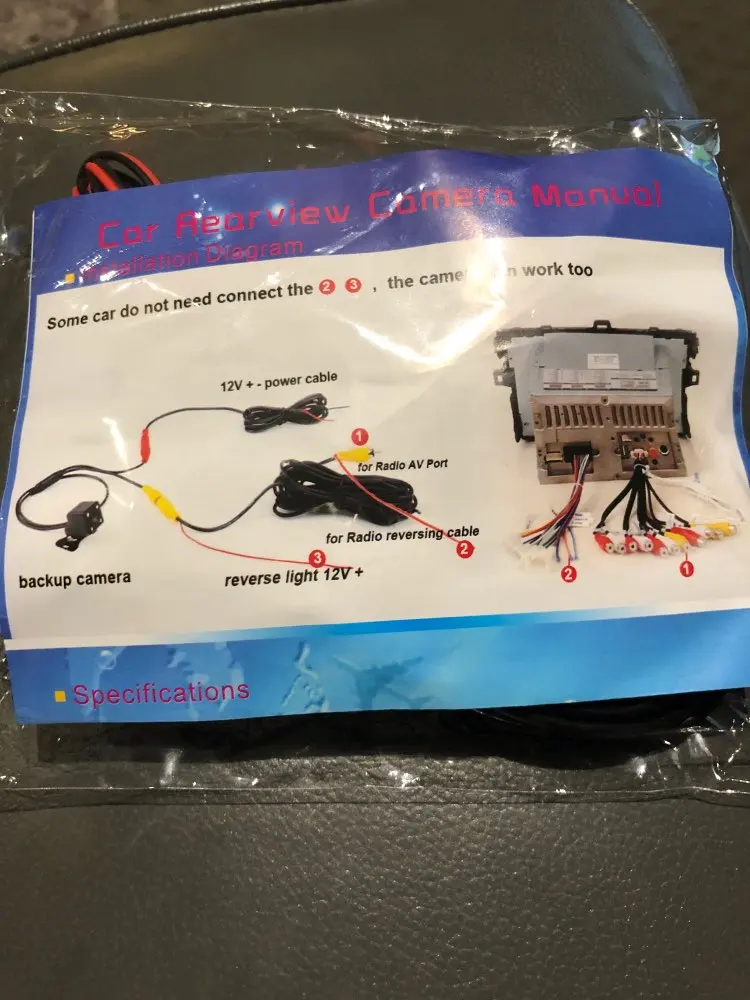 Car Rearview Camera Manual
Installation Diagram
Some car do not need connect the 2 3 , the work too
12V + - power cable
1
for Radio AV Port
for Radio reversing cable
2
3
reverse light 12V +
backup camera
2
1
Specifications